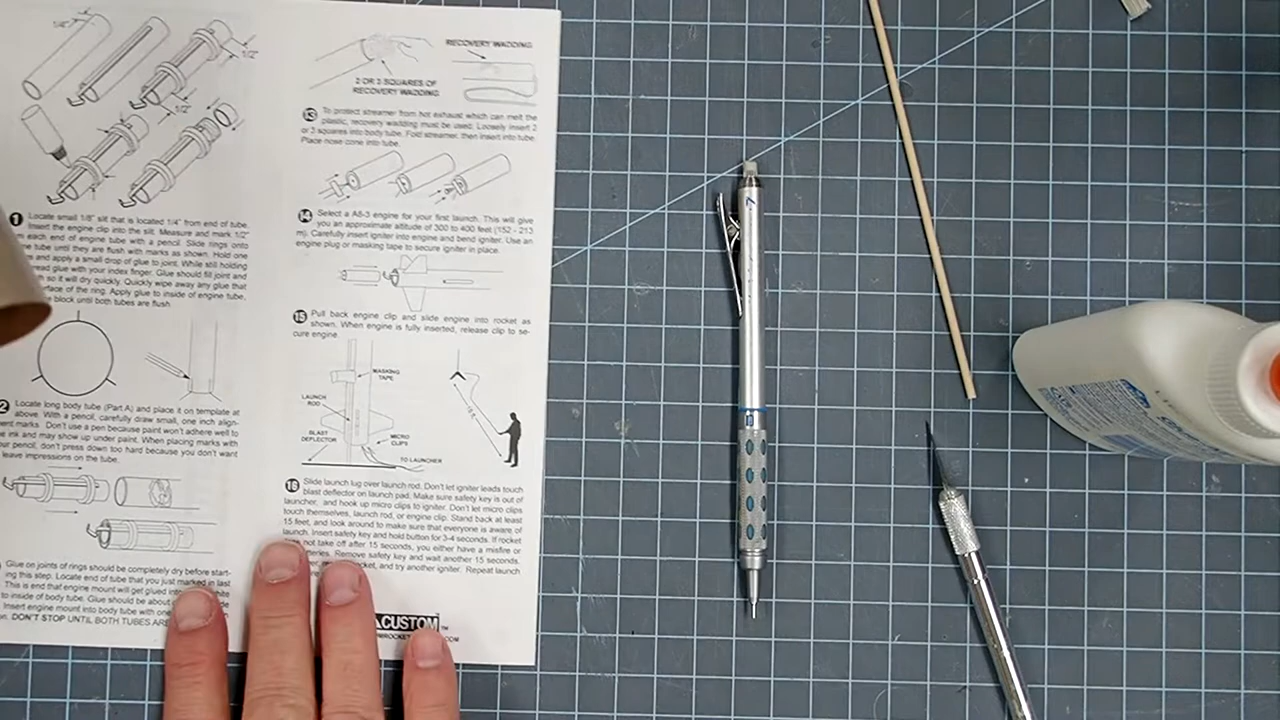 1/4"
1/2"
1/2"
1 Locate small 1/8" slit that is located 1/4" from end of tube.
Insert the engine clip into the slit. Measure and mark 1/2"
each end of engine tube with a pencil. Slide rings onto
tube until they are flush with marks as shown. Hold one
and apply a small drop of glue to joint. While still holding
glue with your index finger. Glue should fill joint and
so it will dry quickly. Quickly wipe away any glue that
surface of the ring. Apply glue to inside of engine tube.
block until both tubes are flush.
2 Locate long body tube (Part A) and place it on template at
above. With a pencil, carefully draw small, one inch align-
ment marks. Don't use a pen because paint won't adhere well to
ink and may show up under paint. When placing marks with
your pencil, don't press down too hard because you don't want
leave impressions on the tube.
Glue on joints of rings should be completely dry before start-
ing this step. Locate end of tube that you just marked in last
This is end that engine mount will get glued into.
to inside of body tube. Glue should be about
Insert engine mount into body tube with one
DON'T STOP UNTIL BOTH TUBES ARE
RECOVERY WADDING
2 OR 3 SQUARES OF
RECOVERY WADDING
13 To protect streamer from hot exhaust which can melt the
plastic, recovery wadding must be used. Loosely insert 2
or 3 squares into body tube. Fold streamer, then insert into tube.
Place nose cone into tube.
14 Select a A8-3 engine for your first launch. This will give
you an approximate altitude of 300 to 400 feet (152 - 213
m). Carefully insert igniter into engine and bend igniter. Use an
engine plug or masking tape to secure igniter in place.
15 Pull back engine clip and slide engine into rocket as
shown. When engine is fully inserted, release clip to se-
cure engine.
MASKING
TAPE
LAUNCH
ROD
BLAST
DEFLECTOR
MICRO
CLIPS
TO LAUNCHER
16 Slide launch lug over launch rod. Don't let igniter leads touch
blast deflector on launch pad. Make sure safety key is out of
launcher, and hook up micro clips to igniter. Don't let micro clips
touch themselves, launch rod, or engine clip. Stand back at least
15 feet, and look around to make sure that everyone is aware of
launch. Insert safety key and hold button for 3-4 seconds. If rocket
not take off after 15 seconds, you either have a misfire or
batteries. Remove safety key and wait another 15 seconds.
and try another igniter. Repeat launch
CUSTOM™
7